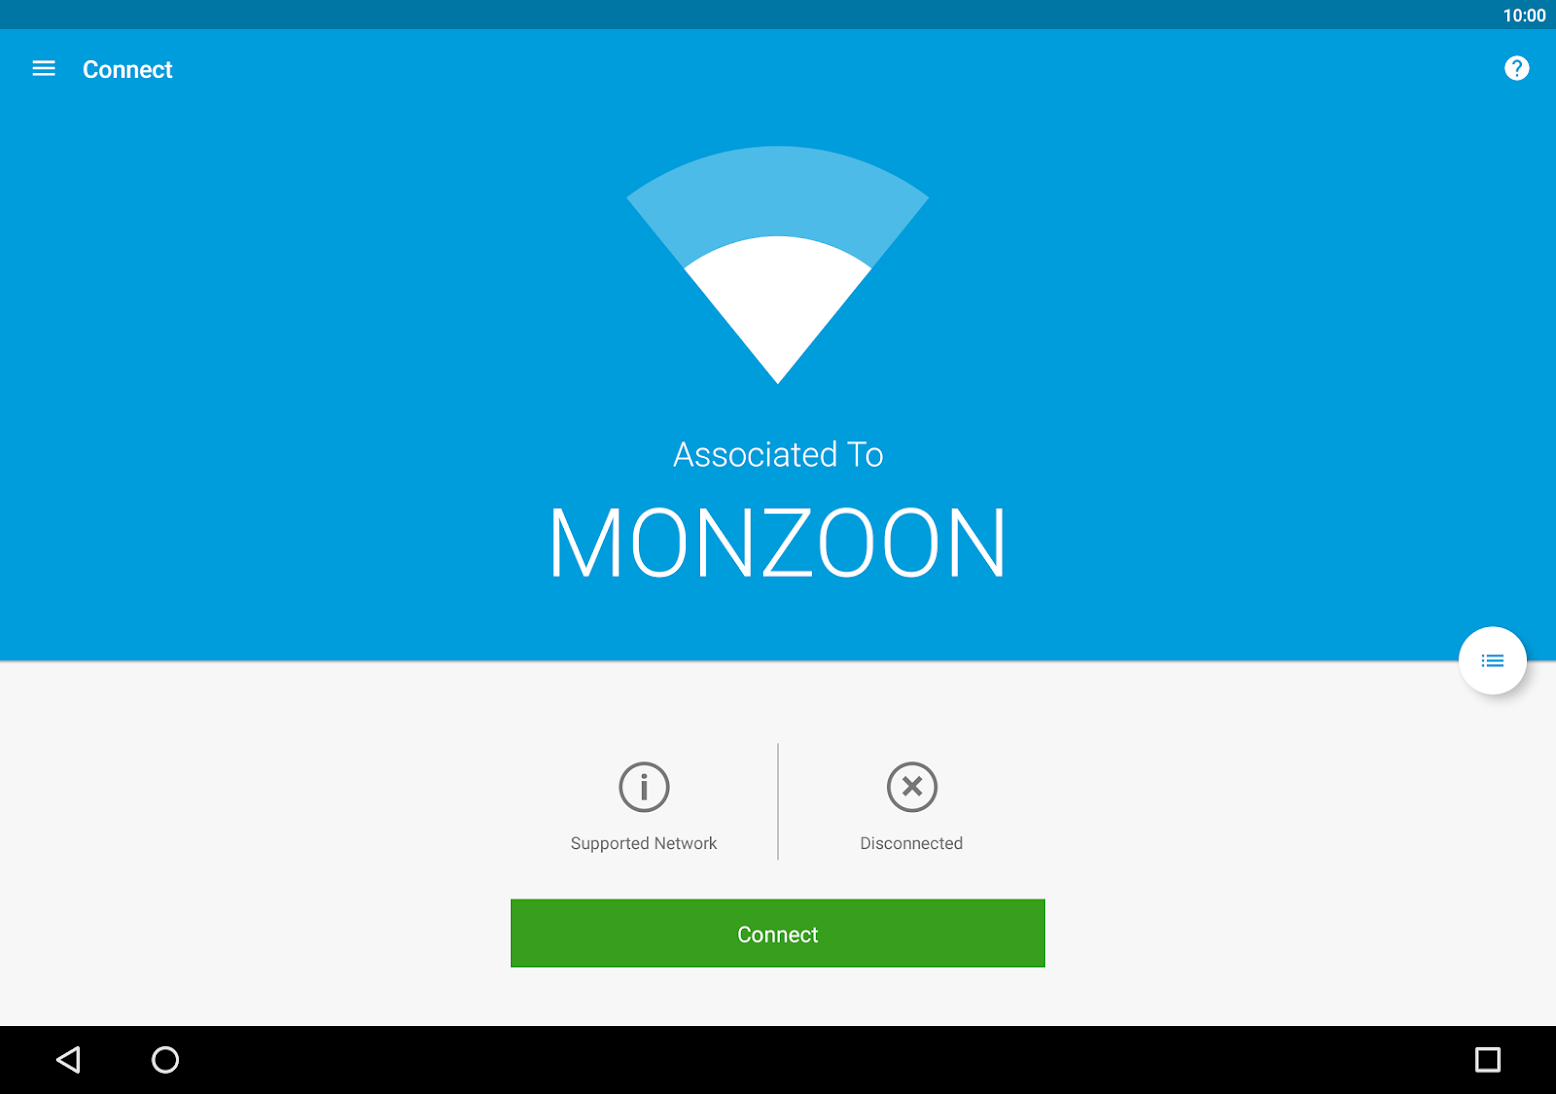 10:00
Connect
Associated To
MONZOON
Supported Network
Disconnected
Connect